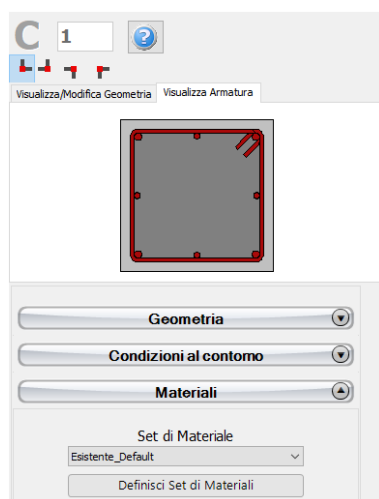 C 1 ?
Visualizza/Modifica Geometria Visualizza Armatura
Geometria
Condizioni al contorno
Materiali
Set di Materiale
Esistente_Default
Definisci Set di Materiali